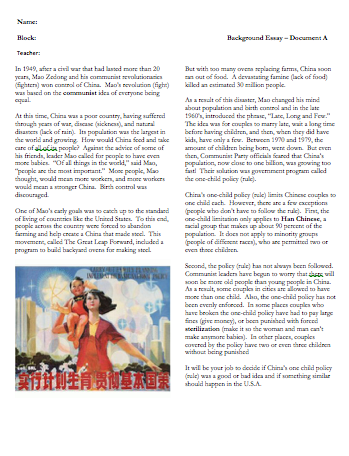 Name:
Block:
Background Essay – Document A
Teacher:
In 1949, after a civil war that had lasted more than 20
years, Mao Zedong and his communist revolutionaries
(fighters) won control of China.  Mao's revolution (fight)
was based on the communist idea of everyone being
equal.
At this time, China was a poor country, having suffered
through years of war, disease (sickness), and natural
disasters (lack of rain).  Its population was the largest in
the world and growing.  How would China feed and take
care of all of its people?  Against the advice of some of
his friends, leader Mao called for people to have even
more babies.  "Of all things in the world," said Mao,
"people are the most important."  More people, Mao
thought, would mean more workers, and more workers
would mean a stronger China.  Birth control was
discouraged.
One of Mao's early goals was to catch up to the standard
of living of countries like the United States.  To this end,
people across the country were forced to abandon
farming and help create a China that made steel.  This
movement, called The Great Leap Forward, included a
program to build backyard ovens for making steel.
实行计划生育贯彻基本国策
But with too many ovens replacing farms, China soon
ran out of food.  A devastating famine (lack of food)
killed an estimated 30 million people.
As a result of this disaster, Mao changed his mind
about population and birth control and in the late
1960's, introduced the phrase, "Late, Long and Few."
The idea was for couples to marry late, wait a long time
before having children, and then, when they did have
kids, have only a few.  Between 1970 and 1979, the
amount of children being born, went down.  But even
then, Communist Party officials feared that China's
population, now close to one billion, was growing too
fast!  Their solution was government program called
the one-child policy (rule).
China's one-child policy (rule) limits Chinese couples to
one child each.  However, there are a few exceptions
(people who don't have to follow the rule).  First, the
one-child limitation only applies to Han Chinese, a
racial group that makes up about 90 percent of the
population.  It does not apply to minority groups
(people of different races), who are permitted two or
even three children.
Second, the policy (rule) has not always been followed.
Communist leaders have begun to worry that there will
soon be more old people than young people in China.
As a result, some couples in cities are allowed to have
more than one child.  Also, the one-child policy has not
been evenly enforced.  In some places couples who
have broken the one-child policy have had to pay large
fines (give money), or been punished with forced
sterilization (make it so the woman and man can't
make anymore babies).  In other places, couples
covered by the policy have two or even three children
without being punished
It will be your job to decide if China's one child policy
(rule) was a good or bad idea and if something similar
should happen in the U.S.A.